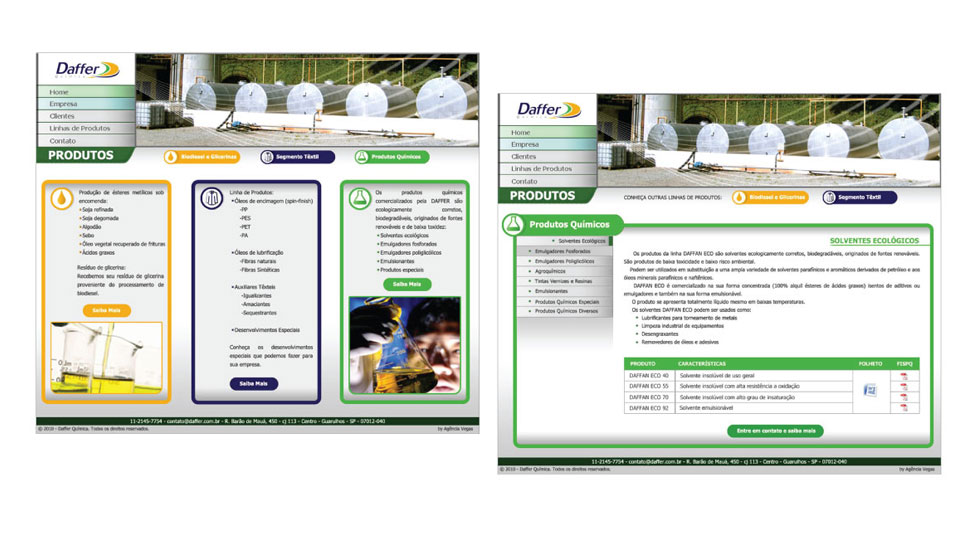 Daffer
química
Home
Empresa
Clientes
Linhas de Produtos
Contato
PRODUTOS
Biodiesel e Glicerinas
Segmento Têxtil
Produtos Químicos
Produção de ésteres metílicos sob
encomenda:
Soja refinada
Soja degomada
Algodão
Sebo
Óleo vegetal recuperado de frituras
Ácidos graxos
Resíduo de glicerina:
Recebemos seu resíduo de glicerina
proveniente do processamento de
biodiesel.
Saiba Mais
Linha de Produtos:
Óleos de encimagem (spin-finish)
-PP
-PES
-PET
-PA
Óleos de lubrificação
-Fibras naturais
-Fibras Sintéticas
Auxiliares Têxteis
-Igualizantes
-Amaciantes
-Sequestrantes
Desenvolvimentos Especiais
Conheça os desenvolvimentos
especiais que podemos fazer para
sua empresa.
Saiba Mais
Os produtos químicos
comercializados pela DAFFER são
ecologicamente corretos,
biodegradáveis, originados de fontes
renováveis e de baixa toxidez:
Solventes ecológicos
Emulgadores fosforados
Emulgadores poliglicólicos
Emulsionantes
Produtos especiais
Saiba Mais
11-2145-7754 - contato@daffer.com.br - R. Barão de Mauá, 450 - cj 113 - Centro - Guarulhos - SP - 07012-040
© 2010 - Daffer Química. Todos os direitos reservados.
by Agência Vegas
Daffer
química
Home
Empresa
Clientes
Linhas de Produtos
Contato
PRODUTOS
CONHEÇA OUTRAS LINHAS DE PRODUTOS:
Biodiesel e Glicerinas
Segmento Têxtil
Produtos Químicos
Solventes Ecológicos
Emulgadores Fosforados
Emulgadores Poliglicólicos
Agroquímicos
Tintas Vernizes e Resinas
Emulsionantes
Produtos Químicos Especiais
Produtos Químicos Diversos
SOLVENTES ECOLÓGICOS
Os produtos da linha DAFFAN ECO são solventes ecologicamente corretos, biodegradáveis, originados de fontes renováveis.
São produtos de baixa toxicidade e baixo risco ambiental.
Podem ser utilizados em substituição a uma ampla variedade de solventes parafínicos e aromáticos derivados de petróleo e aos
óleos minerais parafínicos e naftênicos.
DAFFAN ECO é comercializado na sua forma concentrada (100% alquil ésteres de ácidos graxos) isentos de aditivos ou
emulgadores e também na sua forma emulsionável.
O produto se apresenta totalmente líquido mesmo em baixas temperaturas.
Os solventes DAFFAN ECO podem ser usados como:
Lubrificantes para torneamento de metais
Limpeza industrial de equipamentos
Desengraxantes
Removedores de óleos e adesivos
PRODUTO CARACTERÍSTICAS FOLHETO FISPQ
DAFFAN ECO 40 Solvente insolúvel de uso geral
DAFFAN ECO 55 Solvente insolúvel com alta resistência a oxidação
DAFFAN ECO 70 Solvente insolúvel com alto grau de insaturação
DAFFAN ECO 92 Solvente emulsionável
Entre em contato e saiba mais
11-2145-7754 - contato@daffer.com.br - R. Barão de Mauá, 450 - cj 113 - Centro - Guarulhos - SP - 07012-040
© 2010 - Daffer Química. Todos os direitos reservados.
by Agência Vegas